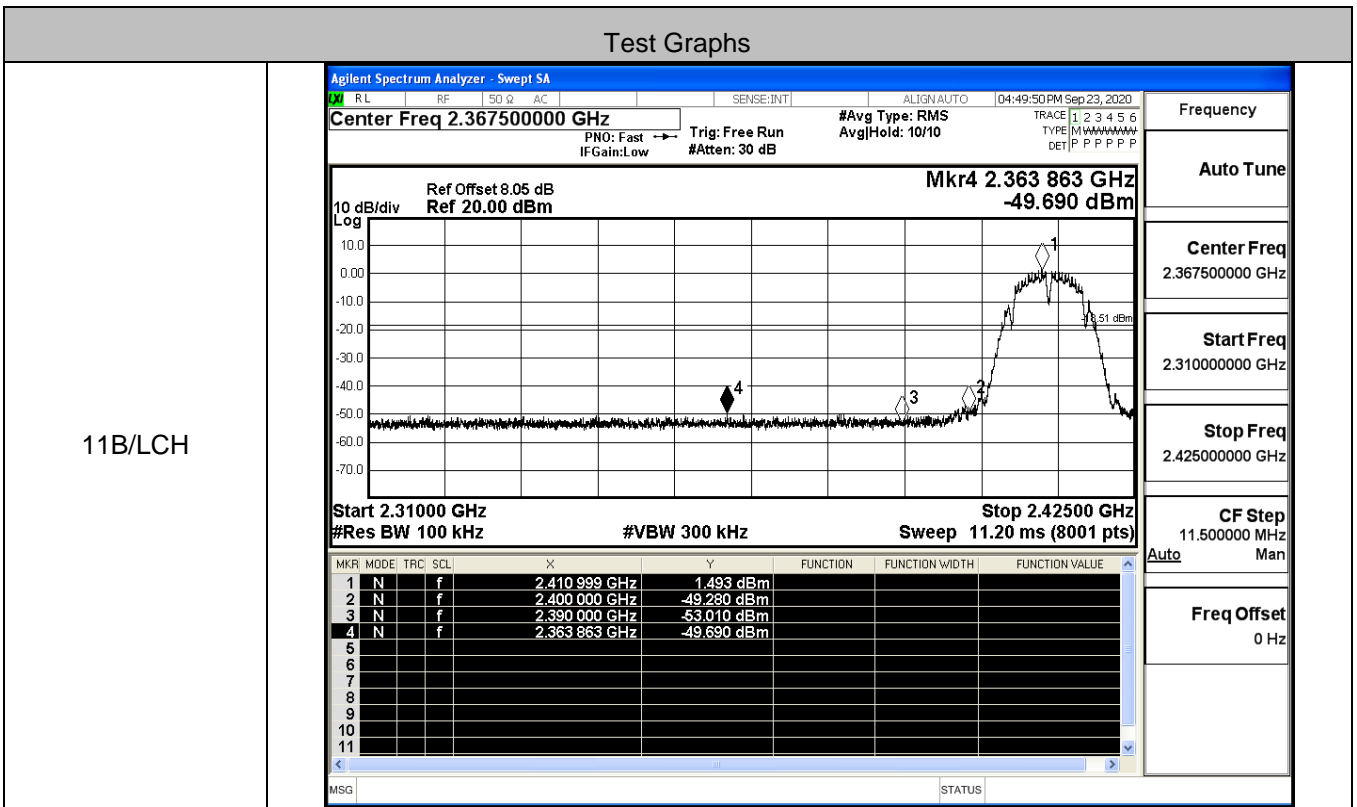 Test Graphs
11B/LCH
Agilent Spectrum Analyzer - Swept SA
LXI RL RF 50 Ω AC SENSE:INT ALIGN AUTO 04:49:50 PM Sep 23, 2020
Center Freq 2.367500000 GHz
PNO: Fast
IFGain:Low
Trig: Free Run
#Atten: 30 dB
#Avg Type: RMS
Avg|Hold: 10/10
TRACE 1 2 3 4 5 6
TYPE M WWWWW
DET P P P P P P
Mkr4 2.363 863 GHz
-49.690 dBm
Ref Offset 8.05 dB
10 dB/div Ref 20.00 dBm
Log
10.0
0.00
-10.0
-20.0
-30.0
-40.0
-50.0
-60.0
-70.0
1
2
3
4
-18.51 dBm
Start 2.31000 GHz Stop 2.42500 GHz
#Res BW 100 kHz #VBW 300 kHz Sweep 11.20 ms (8001 pts)
MKR MODE TRC SCL X Y FUNCTION FUNCTION WIDTH FUNCTION VALUE
1 N f 2.410 999 GHz 1.493 dBm
2 N f 2.400 000 GHz -49.280 dBm
3 N f 2.390 000 GHz -53.010 dBm
4 N f 2.363 863 GHz -49.690 dBm
5
6
7
8
9
10
11
MSG STATUS
Frequency
Auto Tune
Center Freq
2.367500000 GHz
Start Freq
2.310000000 GHz
Stop Freq
2.425000000 GHz
CF Step
11.500000 MHz
Auto Man
Freq Offset
0 Hz